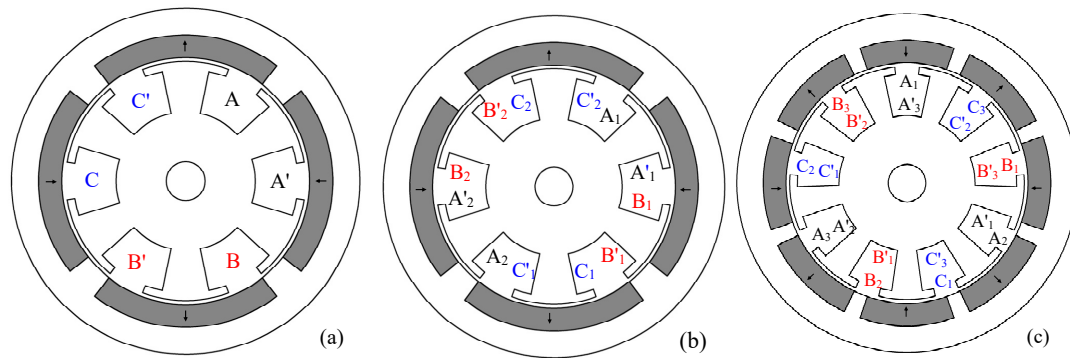 C' A
C A'
B' B
(a)
B'2 C2 C'2 A1
B2 A'2 A'1 B1
A2 C'1 C1 B'1
(b)
A1 A'3
B3 B'2 C3 C'2
C2 C'1 B'3 B1
A3 A'2 A'1 A2
B'1 B2 C'3 C1
(c)